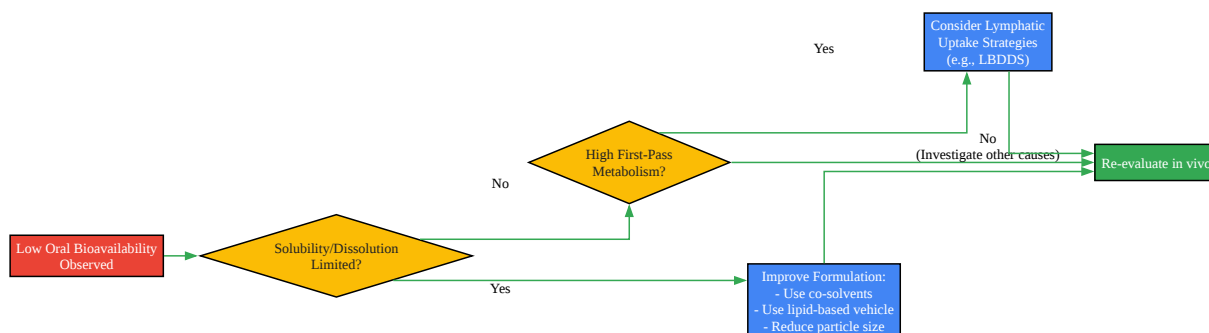 Low Oral Bioavailability
Observed
Solubility/Dissolution
Limited?
No
Yes
High First-Pass
Metabolism?
Yes
Consider Lymphatic
Uptake Strategies
(e.g., LBDDS)
No
(Investigate other causes)
Improve Formulation:
- Use co-solvents
- Use lipid-based vehicle
- Reduce particle size
Re-evaluate in vivo